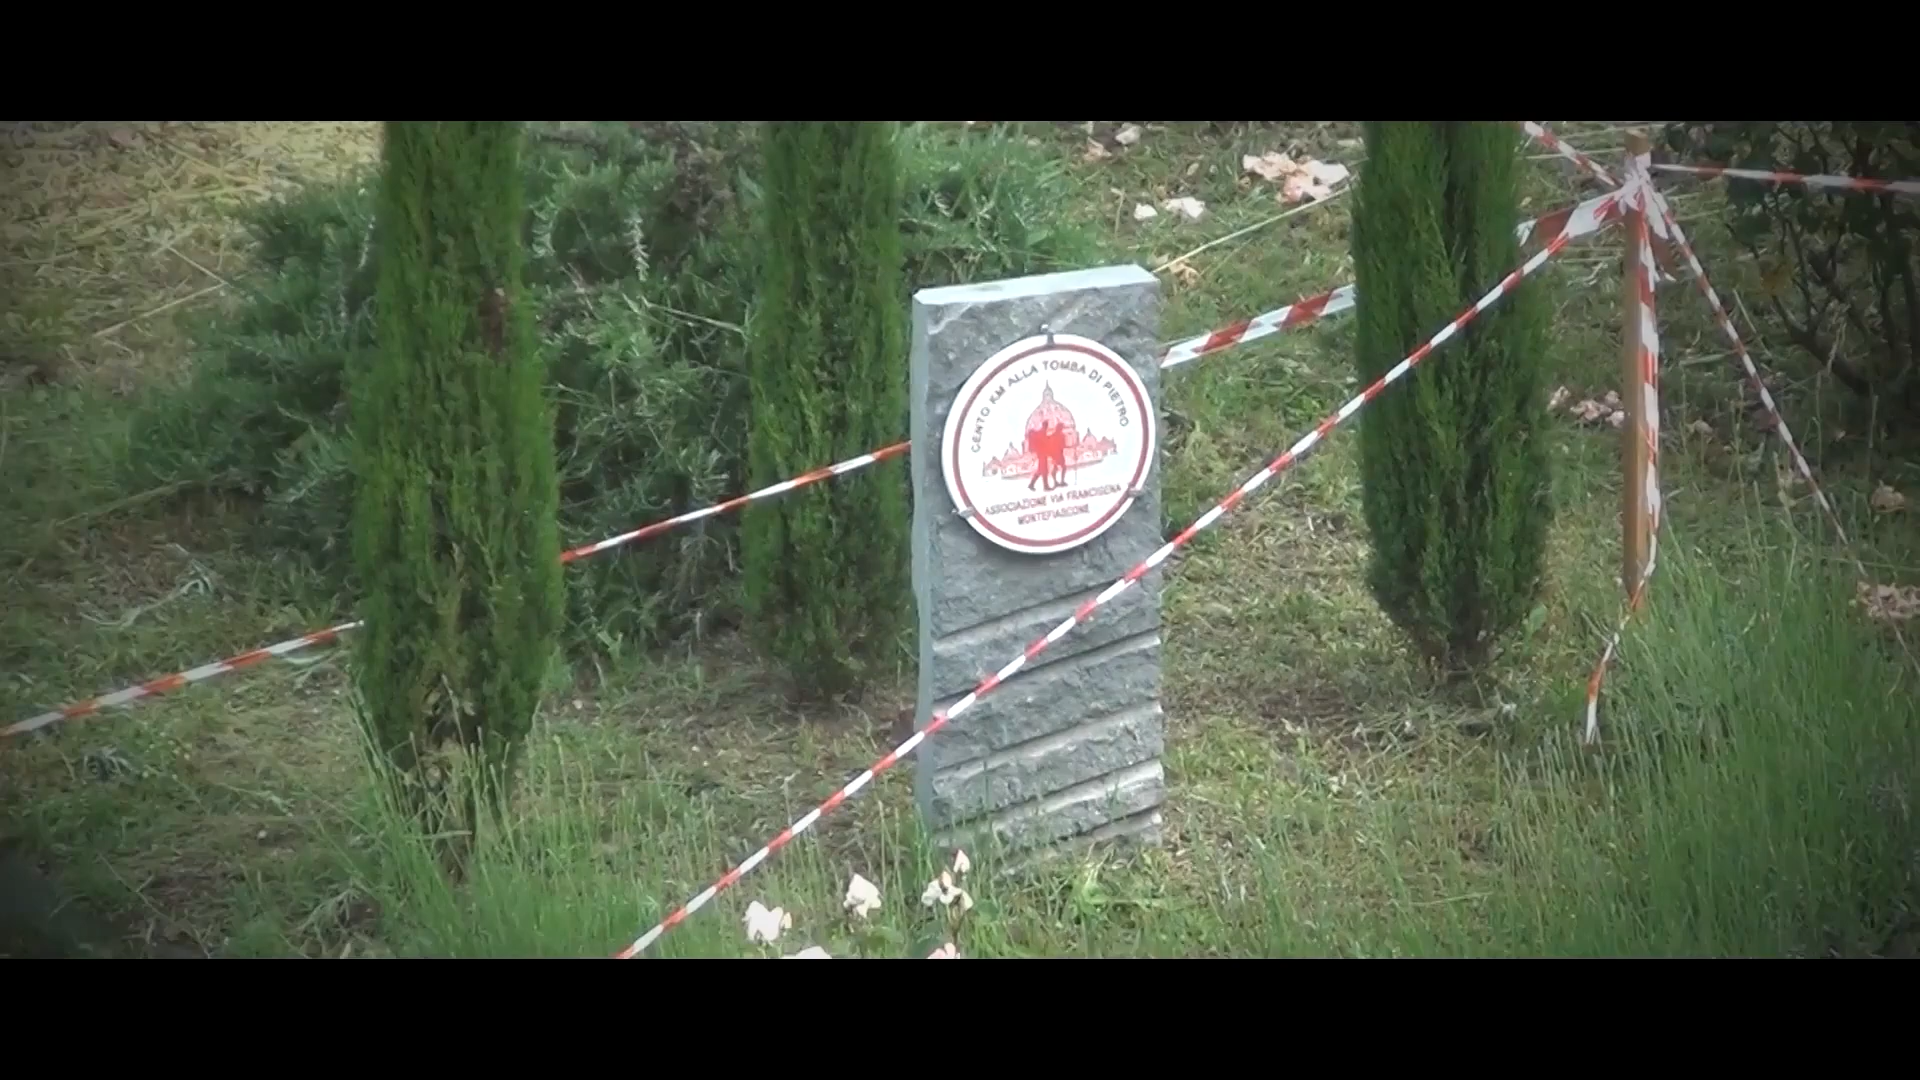 CENTO KM ALLA TOMBA DI PIETRO
ASSOCIAZIONE VIA FRANCIGENA
MONTEFIASCONE